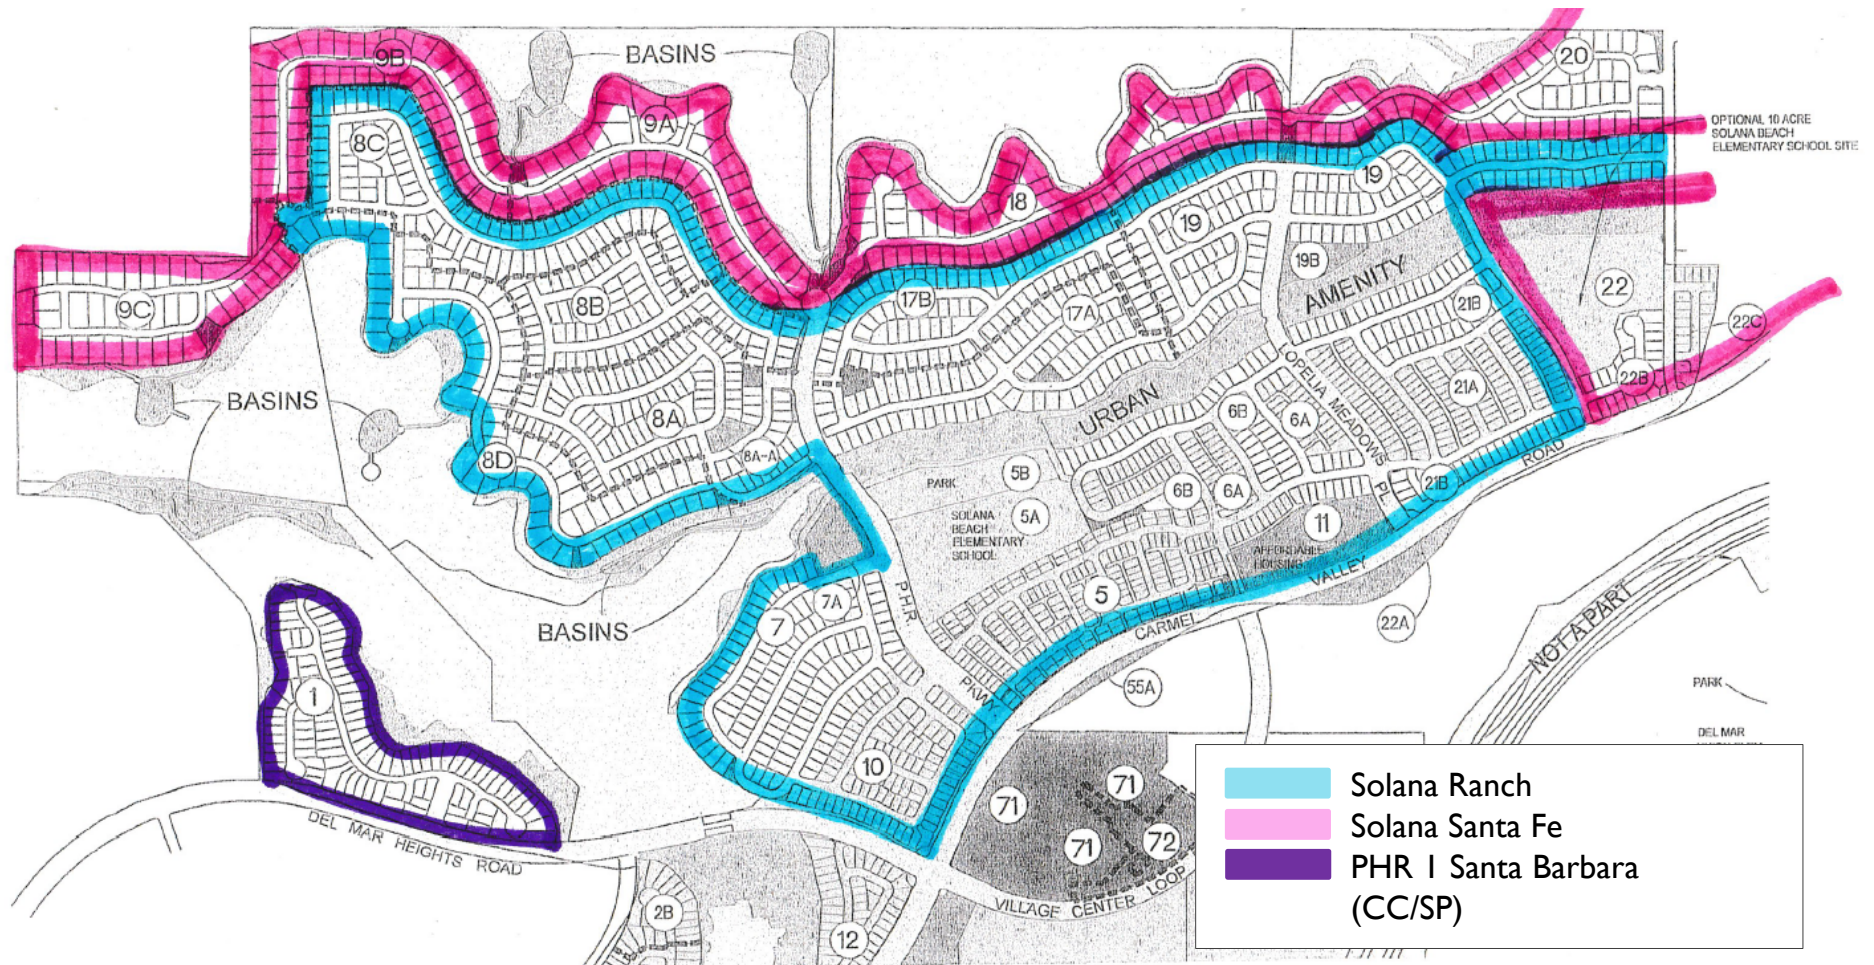 9B
BASINS
20
9A
OPTIONAL 10 ACRE
SOLANA BEACH
ELEMENTARY SCHOOL SITE
8C
19
18
19
19B
AMENITY
22
9C
8B
17B
17A
21B
22C
LOPELIA MEADOWS PL
BASINS
URBAN
22B
21A
8A
6B
6A
8D
8A-A
5B
PARK
21B
ROAD
6B
6A
SOLANA
BEACH
ELEMENTARY
SCHOOL
5A
11
AFFORDABLE
HOUSING
VALLEY
CARMEL
5
P.H.R.
PKWY
7A
7
BASINS
22A
NOT A PART
1
55A
PARK
DEL MAR
10
71
71
71
72
DEL MAR HEIGHTS ROAD
VILLAGE CENTER LOOP
2B
12
Solana Ranch
Solana Santa Fe
PHR 1 Santa Barbara
(CC/SP)